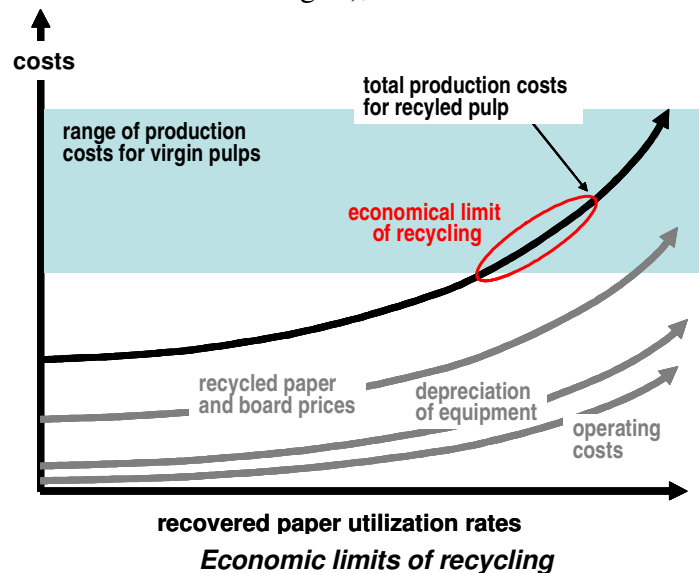 costs
total production costs
for recyled pulp
range of production
costs for virgin pulps
economical limit
of recycling
recycled paper
and board prices
depreciation
of equipment
operating
costs
recovered paper utilization rates
Economic limits of recycling